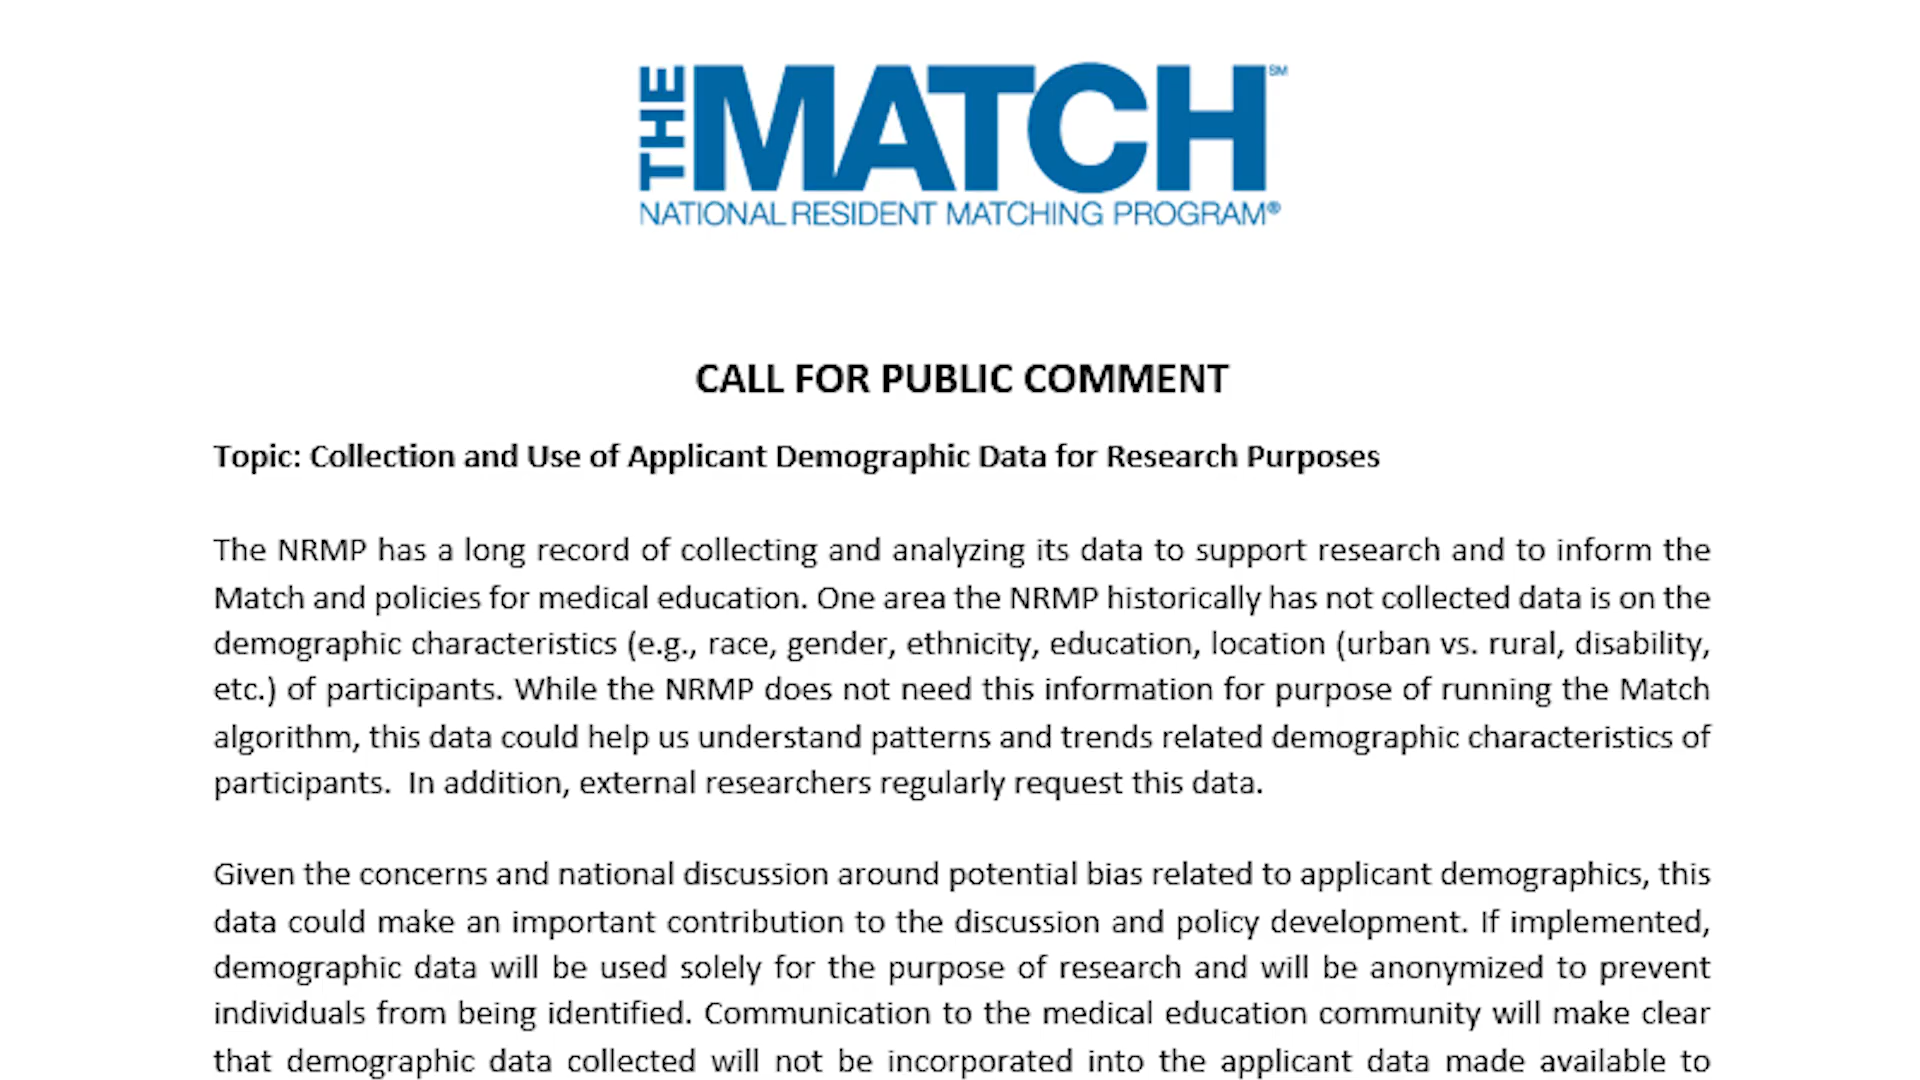 THE MATCH SM
NATIONAL RESIDENT MATCHING PROGRAM®
CALL FOR PUBLIC COMMENT
Topic: Collection and Use of Applicant Demographic Data for Research Purposes
The NRMP has a long record of collecting and analyzing its data to support research and to inform the
Match and policies for medical education. One area the NRMP historically has not collected data is on the
demographic characteristics (e.g., race, gender, ethnicity, education, location (urban vs. rural, disability,
etc.) of participants. While the NRMP does not need this information for purpose of running the Match
algorithm, this data could help us understand patterns and trends related demographic characteristics of
participants.  In addition, external researchers regularly request this data.
Given the concerns and national discussion around potential bias related to applicant demographics, this
data could make an important contribution to the discussion and policy development. If implemented,
demographic data will be used solely for the purpose of research and will be anonymized to prevent
individuals from being identified. Communication to the medical education community will make clear
that demographic data collected will not be incorporated into the applicant data made available to